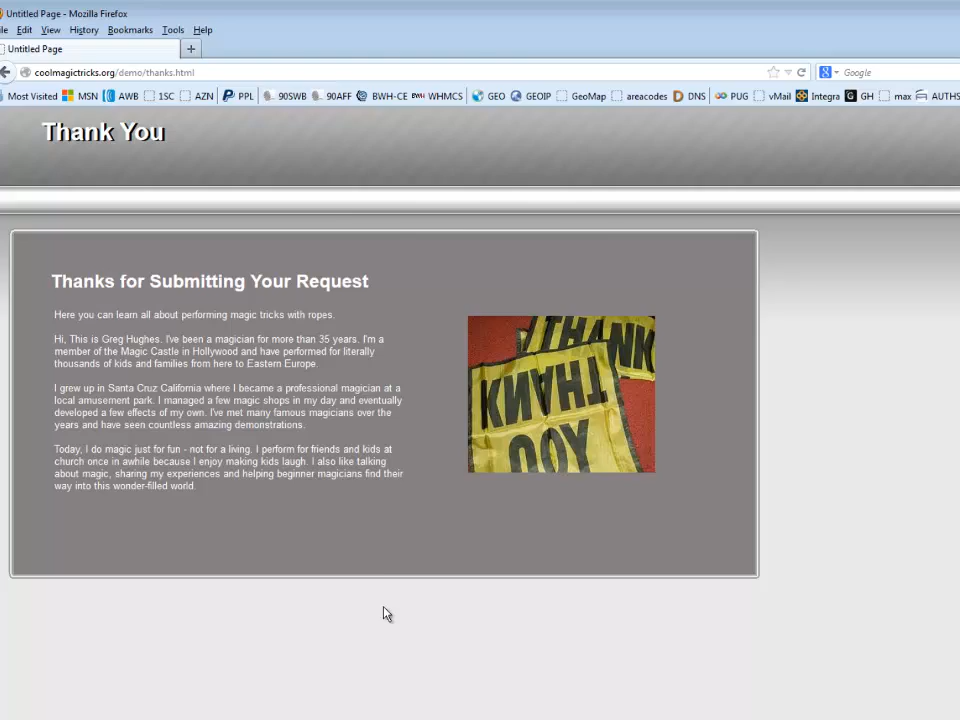 Untitled Page - Mozilla Firefox
Edit View History Bookmarks Tools Help
Untitled Page
coolmagictricks.org/demo/thanks.html Google
Most Visited MSN AWB 1SC AZN PPL 90SWB 90AFF BWH-CE WHMCS GEO GEOIP GeoMap areacodes DNS PUG vMail Integra GH max AUTHS
Thank You
Thanks for Submitting Your Request
Here you can learn all about performing magic tricks with ropes.
Hi, This is Greg Hughes. I've been a magician for more than 35 years. I'm a
member of the Magic Castle in Hollywood and have performed for literally
thousands of kids and families from here to Eastern Europe.
I grew up in Santa Cruz California where I became a professional magician at a
local amusement park. I managed a few magic shops in my day and eventually
developed a few effects of my own. I've met many famous magicians over the
years and have seen countless amazing demonstrations.
Today, I do magic just for fun - not for a living. I perform for friends and kids at
church once in awhile because I enjoy making kids laugh. I also like talking
about magic, sharing my experiences and helping beginner magicians find their
way into this wonder-filled world.
THANK
THANK
YOU